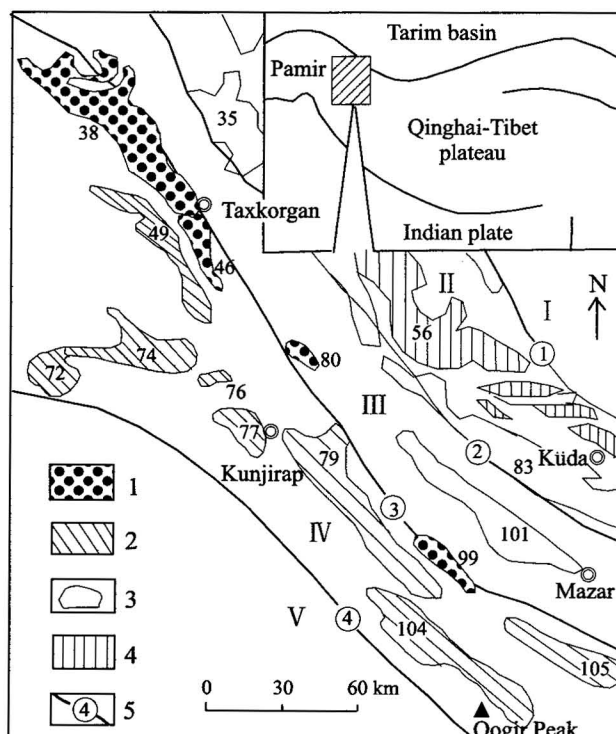 Tarim basin
Pamir
Qinghai-Tibet
plateau
Indian plate
38
35
Taxkorgan
49
46
N
II
I
56
1
80
74
72
76
III
77
Kunjirap
79
2
83
Küda
3
101
IV
99
Mazar
V
4
104
105
Qogir Peak
1
2
3
4
4
5
0 30 60 km